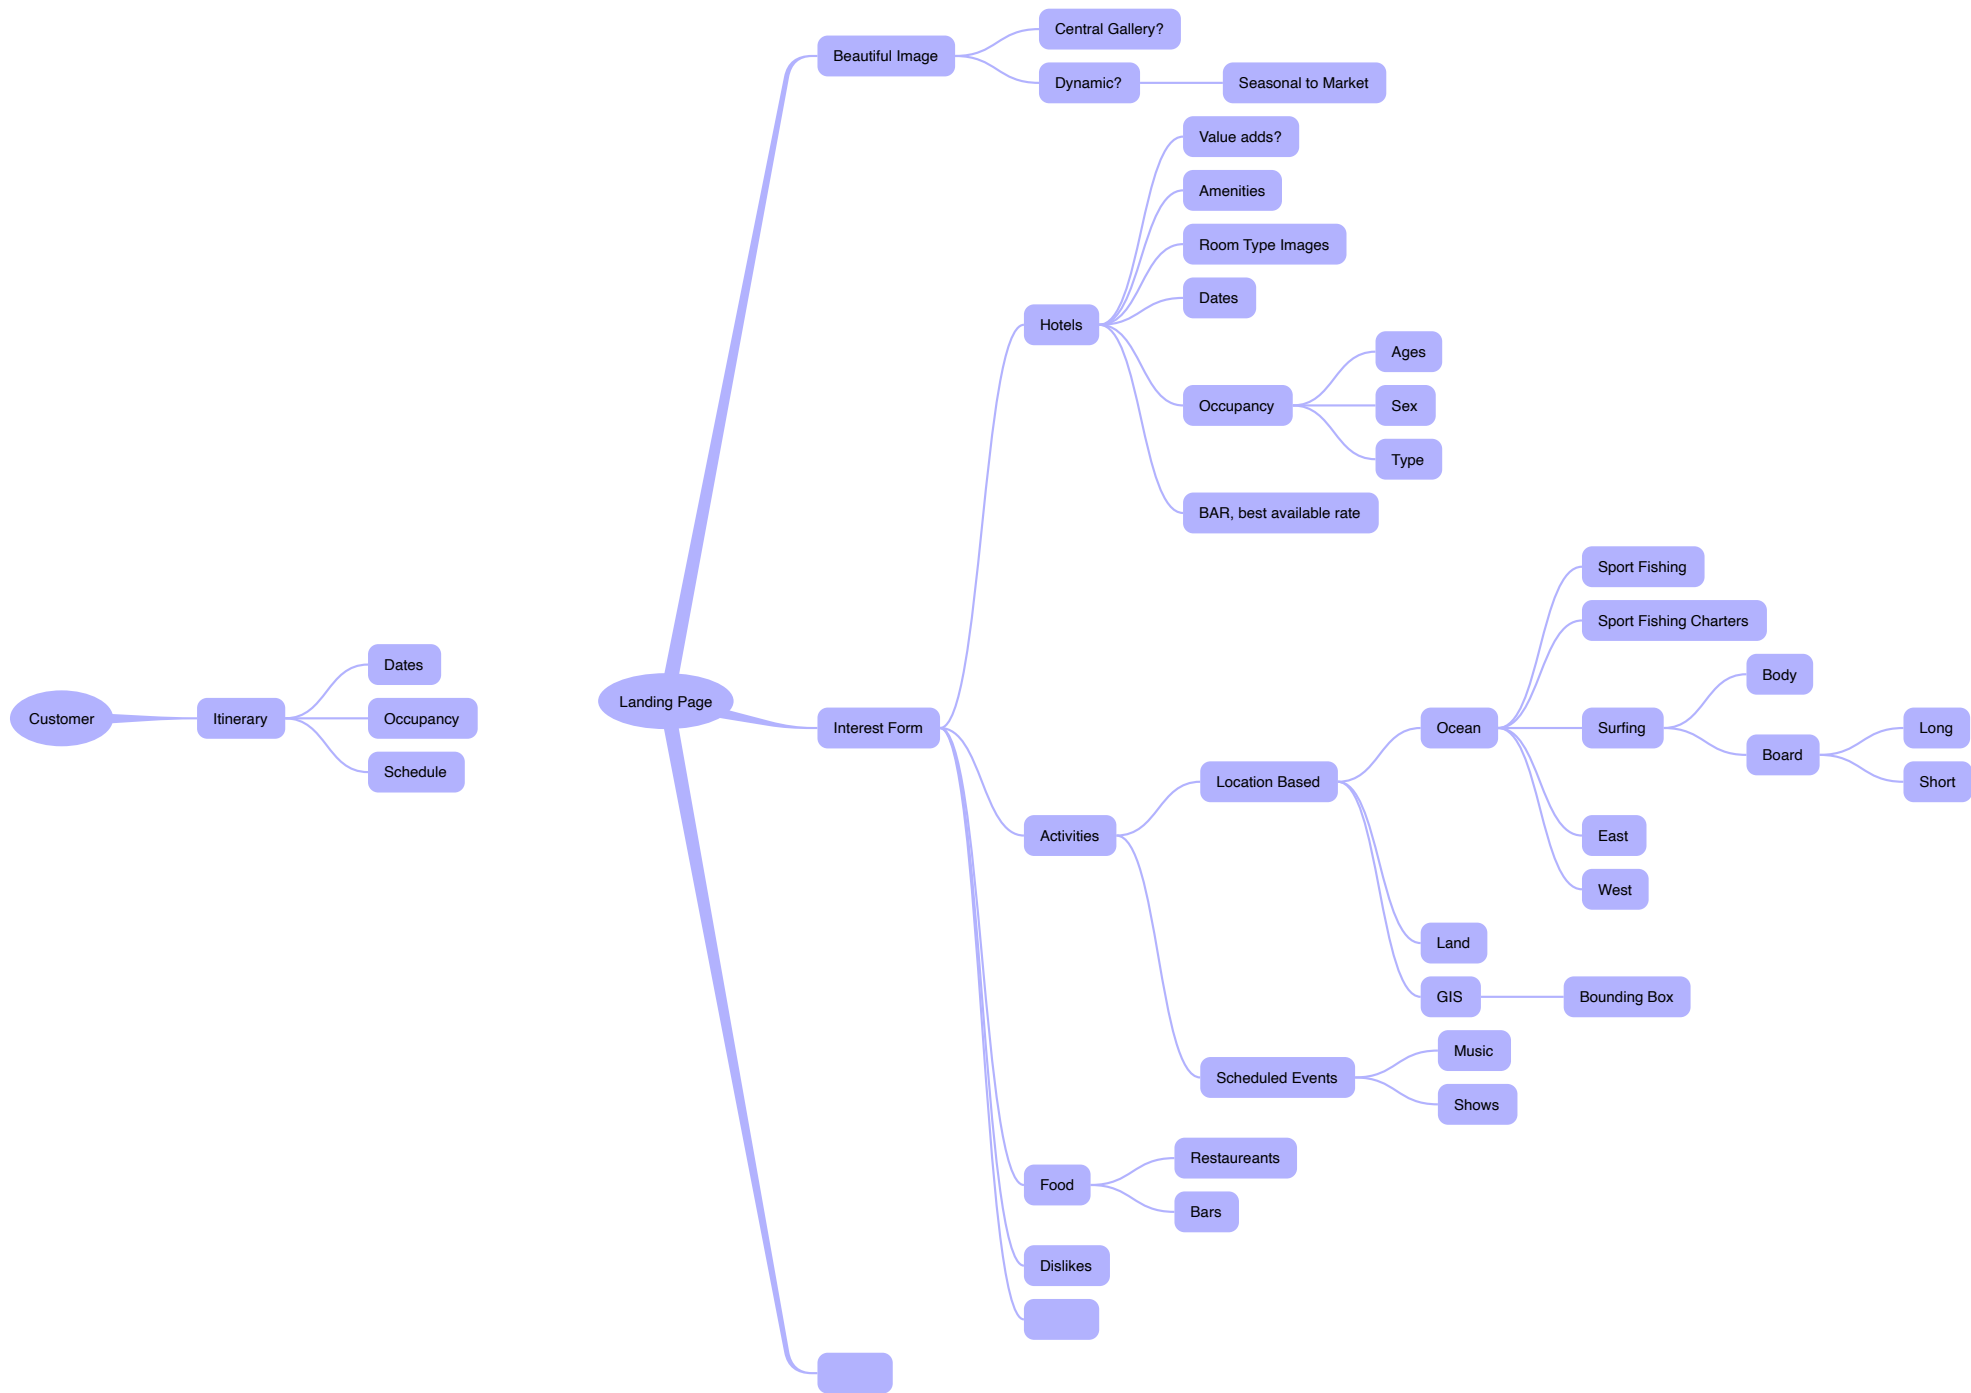 Central Gallery?
Beautiful Image
Dynamic?
Seasonal to Market
Value adds?
Amenities
Room Type Images
Dates
Hotels
Ages
Occupancy
Sex
Type
BAR, best available rate
Sport Fishing
Sport Fishing Charters
Dates
Body
Customer
Itinerary
Occupancy
Landing Page
Interest Form
Ocean
Surfing
Long
Board
Schedule
Location Based
Short
Activities
East
West
Land
GIS
Bounding Box
Music
Scheduled Events
Shows
Restaureants
Food
Bars
Dislikes